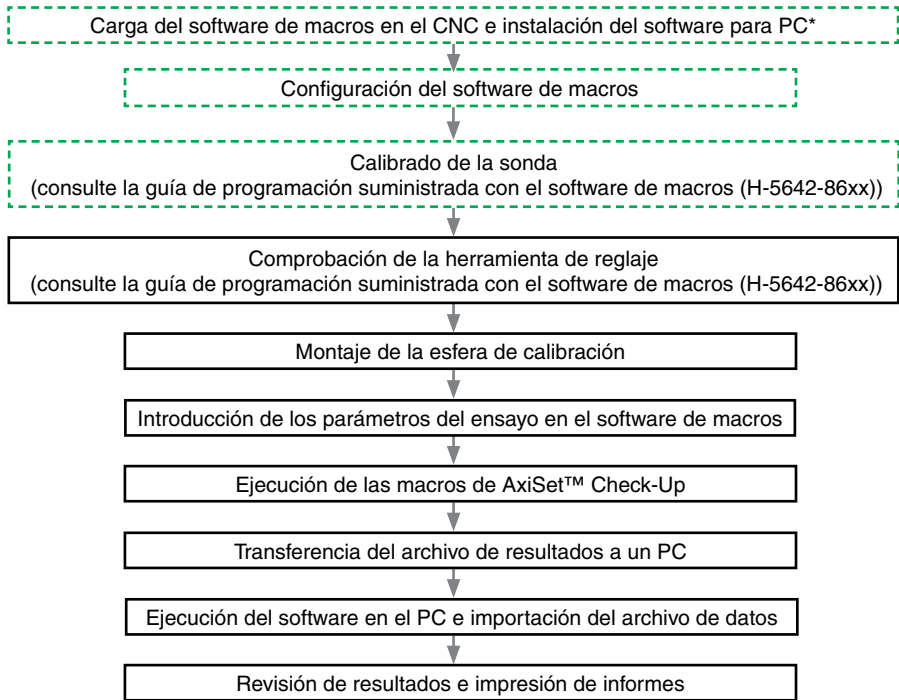 Carga del software de macros en el CNC e instalación del software para PC*
Configuración del software de macros
Calibrado de la sonda
(consulte la guía de programación suministrada con el software de macros (H-5642-86xx))
Comprobación de la herramienta de reglaje
(consulte la guía de programación suministrada con el software de macros (H-5642-86xx))
Montaje de la esfera de calibración
Introducción de los parámetros del ensayo en el software de macros
Ejecución de las macros de AxiSet™ Check-Up
Transferencia del archivo de resultados a un PC
Ejecución del software en el PC e importación del archivo de datos
Revisión de resultados e impresión de informes